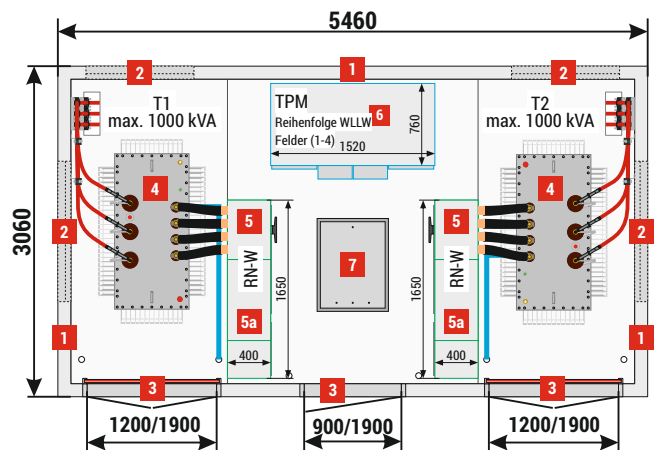 5460
1
2
2
T1
max. 1000 kVA
TPM
6
Reihenfolge WLLW
Felder (1-4)
1520
760
T2
max. 1000 kVA
3060
4
4
2
2
5
RN-W
5a
400
1650
7
1650
5
RN-W
5a
400
1
1
3
3
3
1200/1900
900/1900
1200/1900